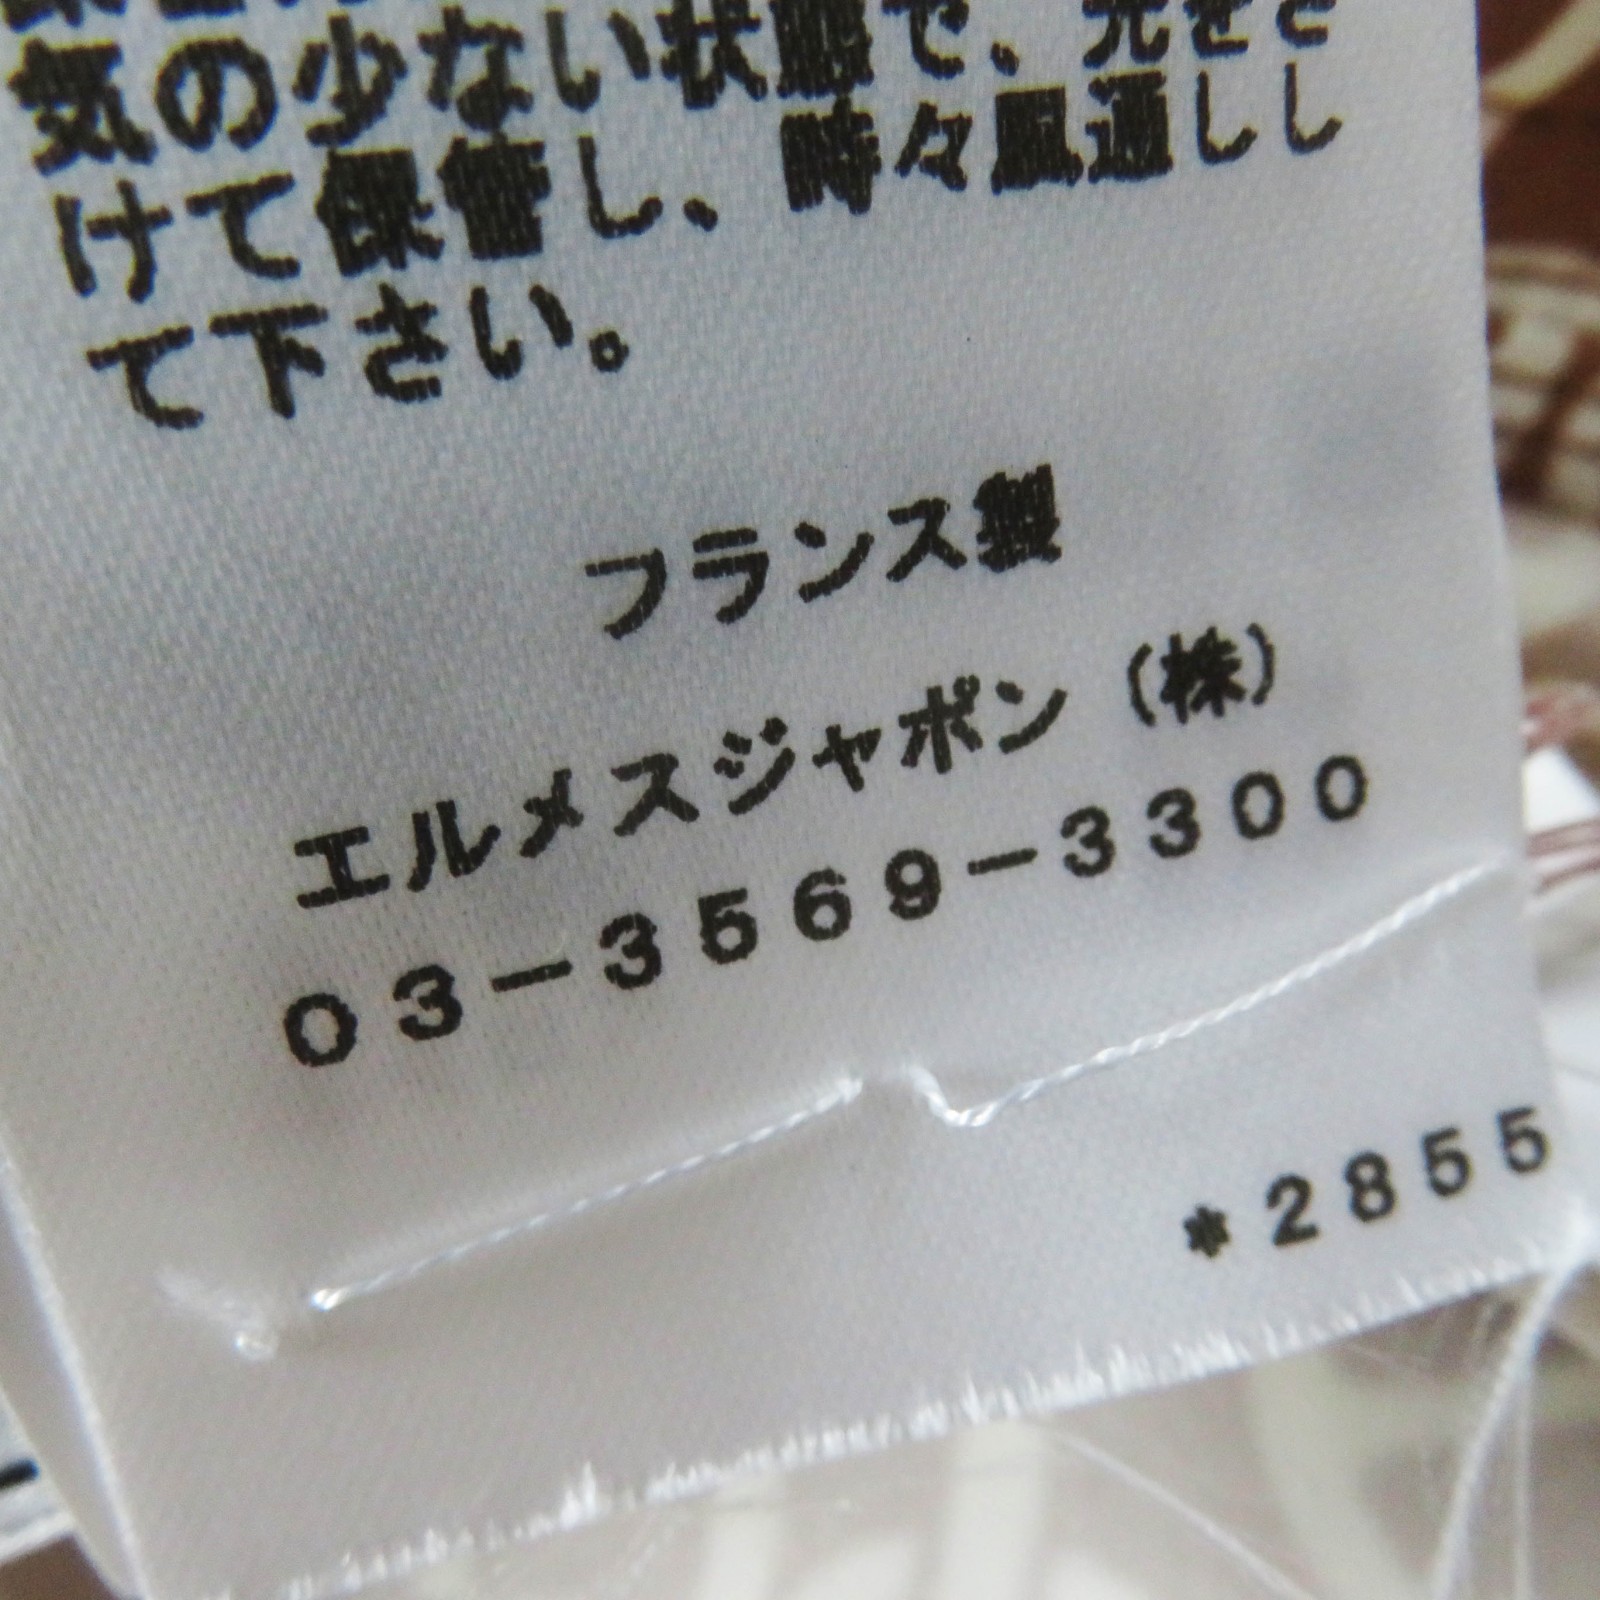 気の少ない状態で、光をさ
けて保管し、時々風通しし
て下さい。
フランス製
エルメスジャポン（株）
03－3569－3300
＊2855